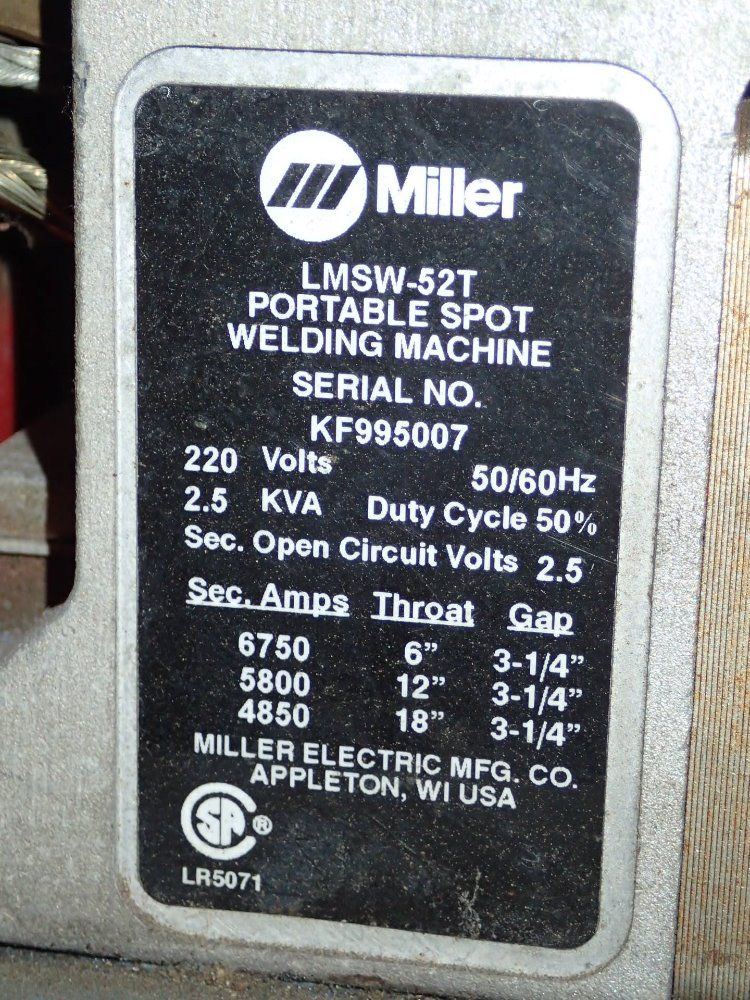 Miller
LMSW-52T
PORTABLE SPOT
WELDING MACHINE
SERIAL NO.
KF995007
220 Volts 50/60Hz
2.5 KVA Duty Cycle 50%
Sec. Open Circuit Volts 2.5
Sec. Amps Throat Gap
6750 6” 3-1/4”
5800 12” 3-1/4”
4850 18” 3-1/4”
MILLER ELECTRIC MFG. CO.
APPLETON, WI USA
SA ®
LR5071